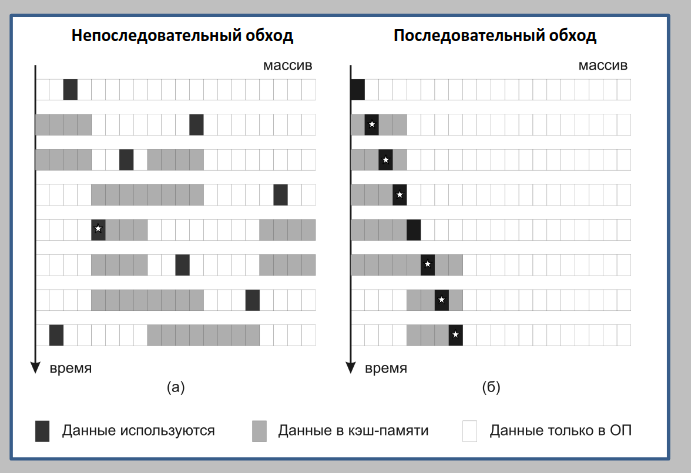 Непоследовательный обход
Последовательный обход
массив
массив
время
время
(а)
(б)
Данные используются
Данные в кэш-памяти
Данные только в ОП